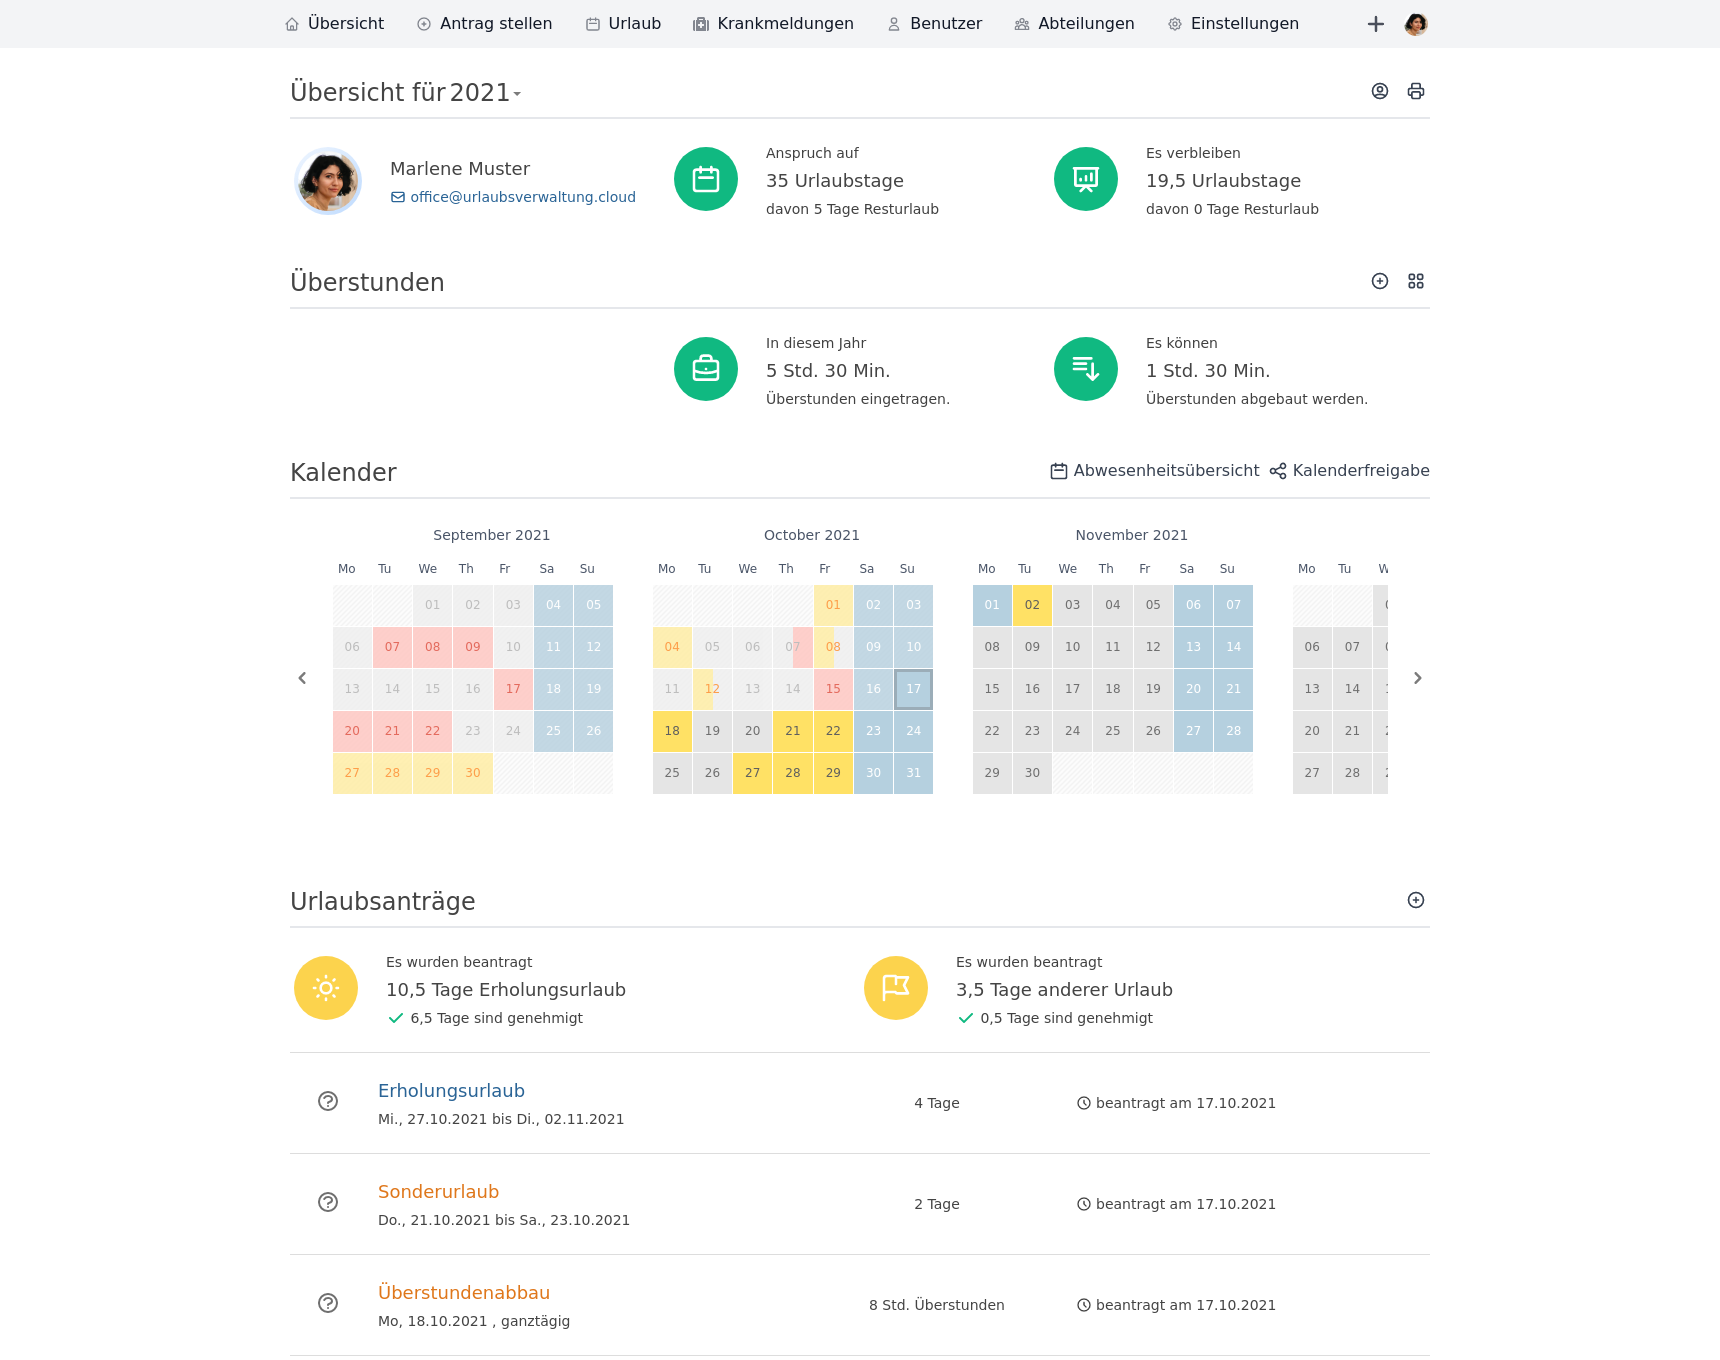 Übersicht Antrag stellen Urlaub Krankmeldungen Benutzer Abteilungen Einstellungen
Übersicht für 2021
Marlene Muster
office@urlaubsverwaltung.cloud
Anspruch auf
35 Urlaubstage
davon 5 Tage Resturlaub
Es verbleiben
19,5 Urlaubstage
davon 0 Tage Resturlaub
Überstunden
In diesem Jahr
5 Std. 30 Min.
Überstunden eingetragen.
Es können
1 Std. 30 Min.
Überstunden abgebaut werden.
Kalender
Abwesenheitsübersicht Kalenderfreigabe
September 2021
Mo Tu We Th Fr Sa Su
01 02 03 04 05
06 07 08 09 10 11 12
13 14 15 16 17 18 19
20 21 22 23 24 25 26
27 28 29 30
October 2021
Mo Tu We Th Fr Sa Su
01 02 03
04 05 06 07 08 09 10
11 12 13 14 15 16 17
18 19 20 21 22 23 24
25 26 27 28 29 30 31
November 2021
Mo Tu We Th Fr Sa Su
01 02 03 04 05 06 07
08 09 10 11 12 13 14
15 16 17 18 19 20 21
22 23 24 25 26 27 28
29 30
Mo Tu
06 07
13 14
20 21
27 28
Urlaubsanträge
Es wurden beantragt
10,5 Tage Erholungsurlaub
6,5 Tage sind genehmigt
Es wurden beantragt
3,5 Tage anderer Urlaub
0,5 Tage sind genehmigt
Erholungsurlaub
Mi., 27.10.2021 bis Di., 02.11.2021
4 Tage
beantragt am 17.10.2021
Sonderurlaub
Do., 21.10.2021 bis Sa., 23.10.2021
2 Tage
beantragt am 17.10.2021
Überstundenabbau
Mo, 18.10.2021 , ganztägig
8 Std. Überstunden
beantragt am 17.10.2021